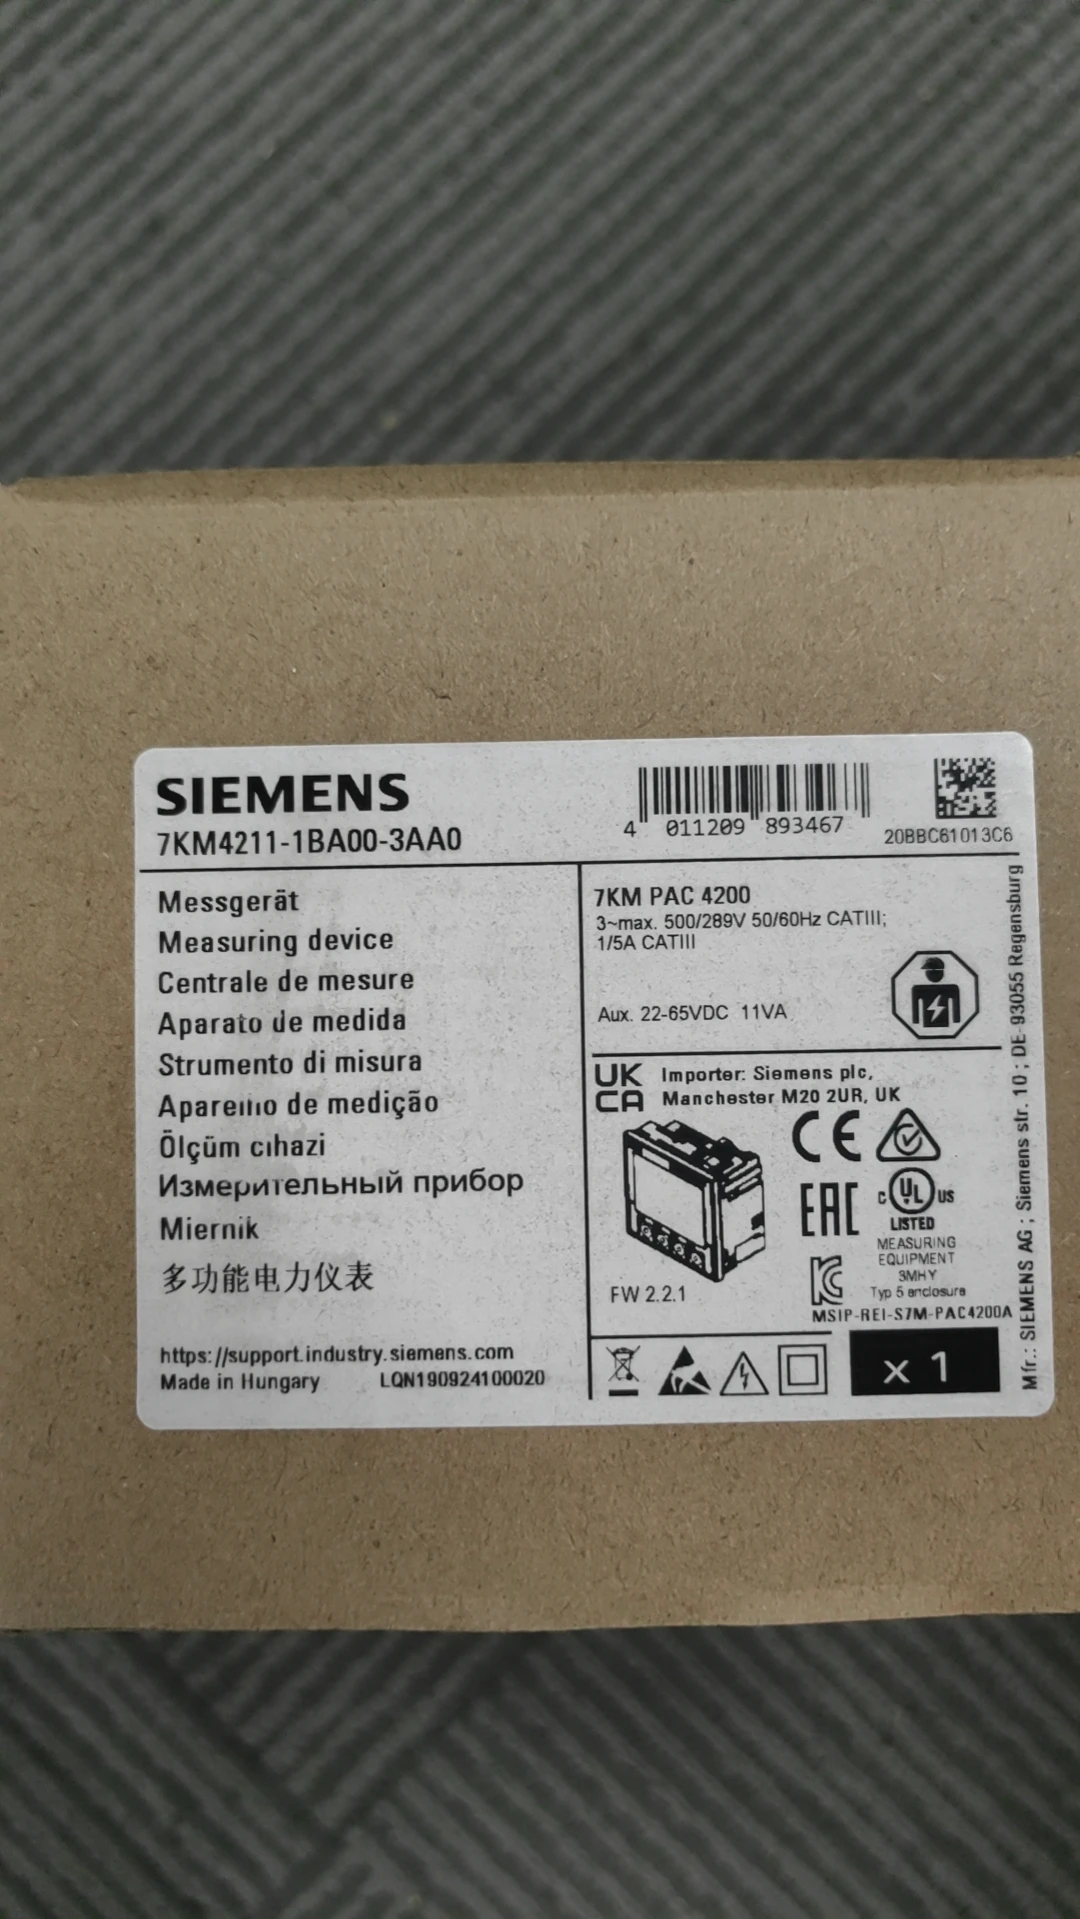 SIEMENS
7KM4211-1BA00-3AA0
4 011209 893467
20BBC61013C6
Messgerät
Measuring device
Centrale de mesure
Aparato de medida
Strumento di misura
Aparelho de medição
Ölçüm cıhazi
Измерительный прибор
Miernik
多功能电力仪表
https://support.industry.siemens.com
Made in Hungary LQN190924100020
7KM PAC 4200
3~max. 500/289V 50/60Hz CATIII;
1/5A CATIII
Aux. 22-65VDC 11VA
UK
CA
Importer: Siemens plc,
Manchester M20 2UR, UK
CE
EAC
C UL US
LISTED
MEASURING
EQUIPMENT
3MHY
Typ 5 enclosure
FW 2.2.1
MSIP-REI-S7M-PAC4200A
x 1
Mfr.: SIEMENS AG ; Siemens str. 10 ; DE-93055 Regensburg